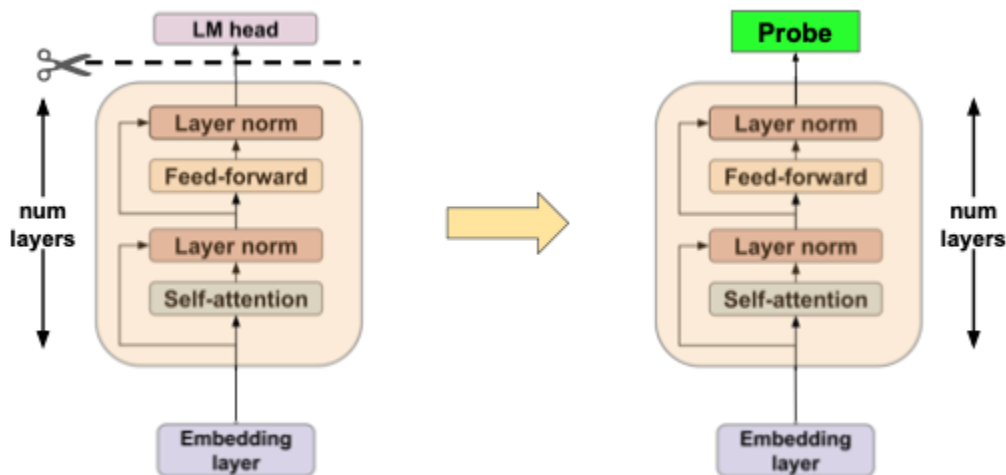 LM head
Layer norm
Feed-forward
Layer norm
Self-attention
num
layers
Embedding
layer
Probe
Layer norm
Feed-forward
Layer norm
Self-attention
num
layers
Embedding
layer